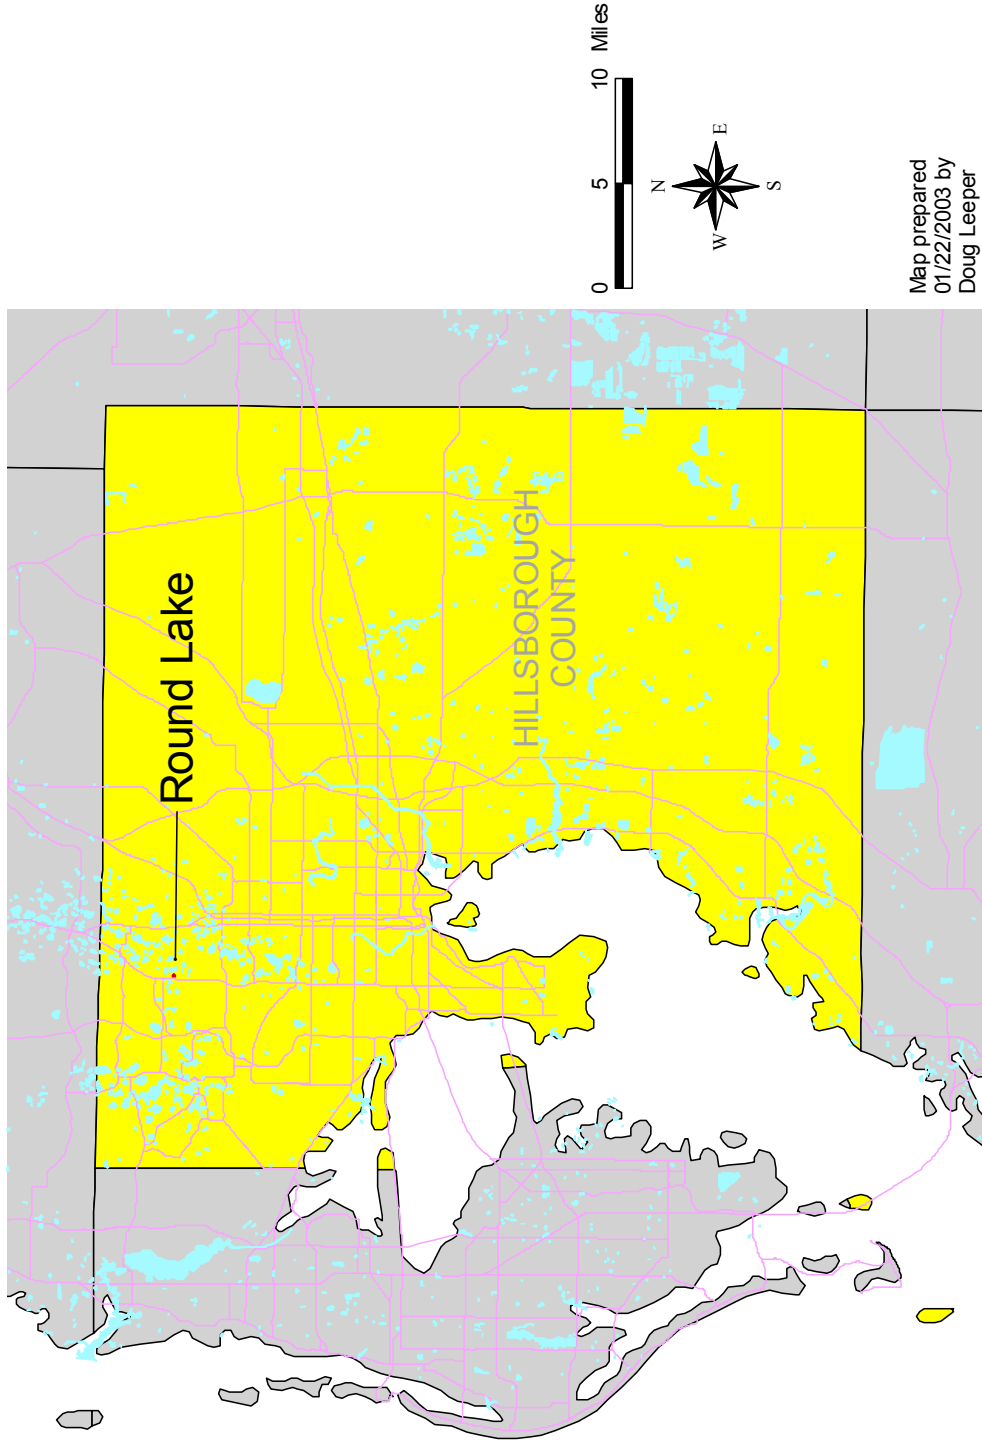 Round Lake
HILLSBOROUGH
COUNTY
0 5 10 Miles
N
W E
S
Map prepared
01/22/2003 by
Doug Leeper